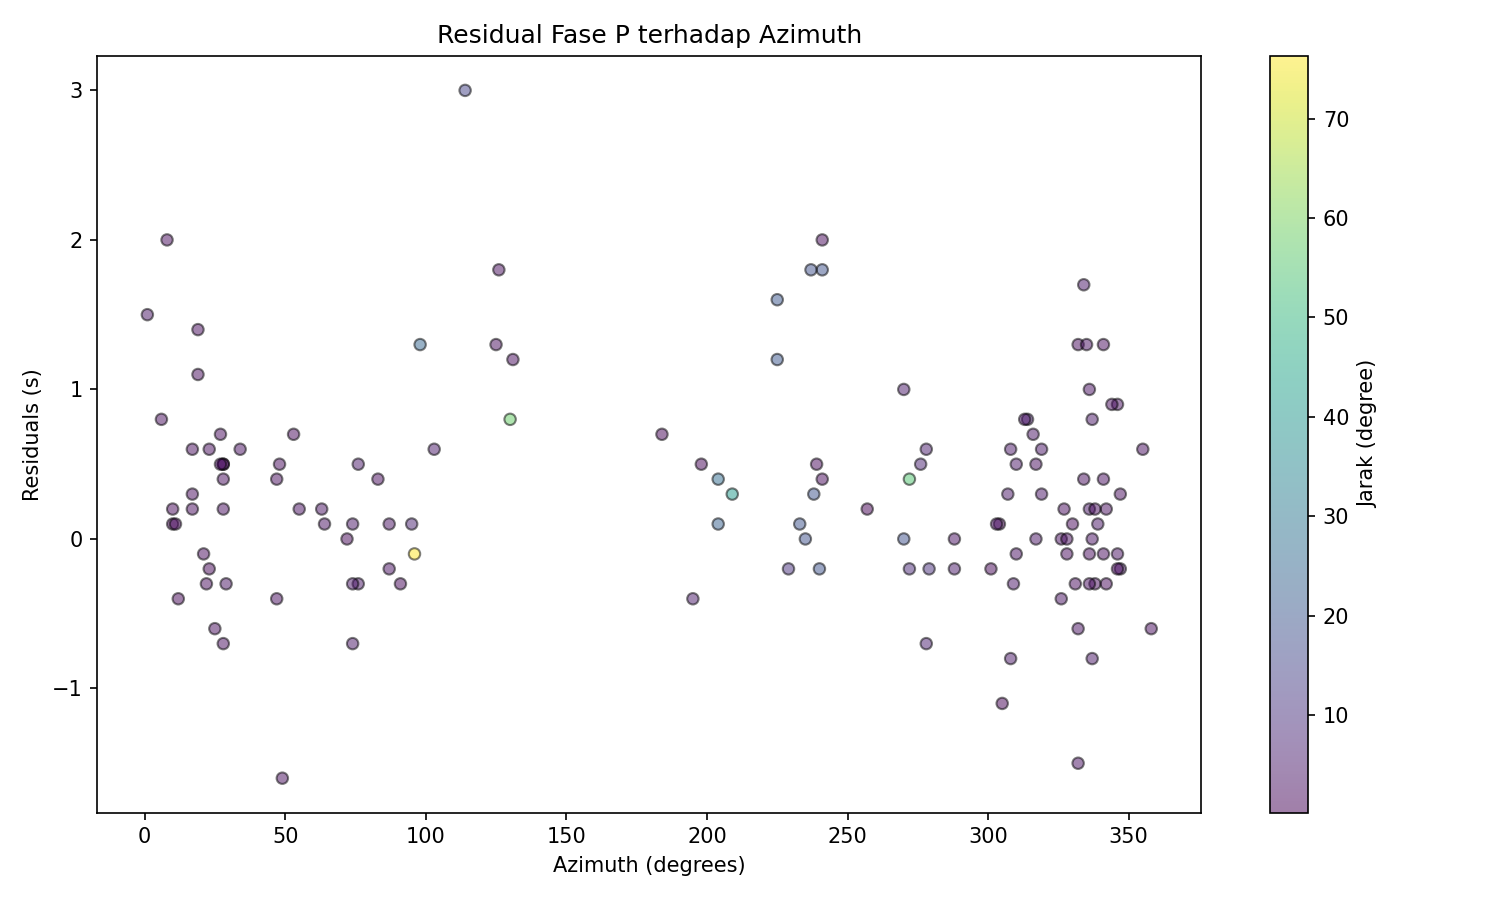 Residual Fase P terhadap Azimuth
Residuals (s)
3
2
1
0
−1
0 50 100 150 200 250 300 350
Azimuth (degrees)
70
60
50
40
30
20
10
Jarak (degree)